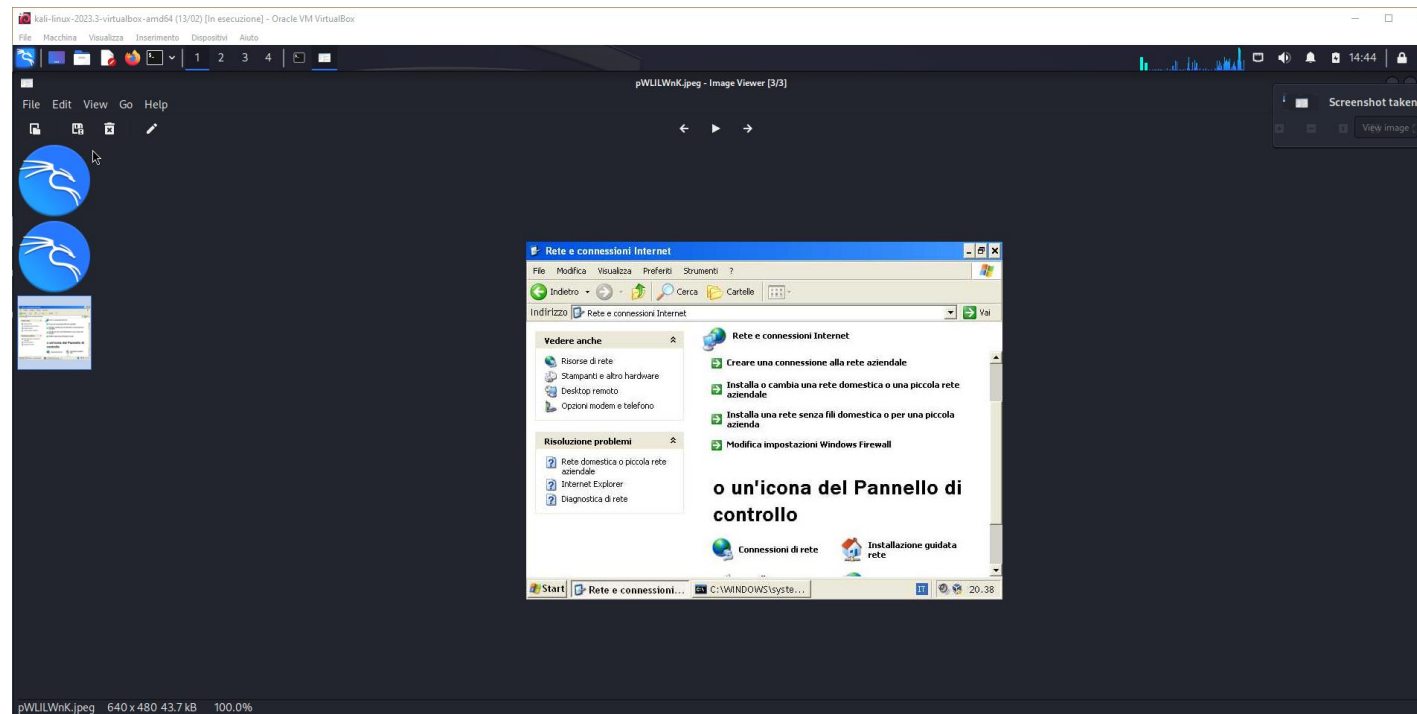 kali-linux-2023.3-virtualbox-amd64 (13/02) [In esecuzione] - Oracle VM VirtualBox
File Macchina Visualizza Inserimento Dispositivi Aiuto
1 2 3 4
14:44
pWLILWnK.jpeg - Image Viewer [3/3]
File Edit View Go Help
Screenshot taken
View image
Rete e connessioni Internet
File Modifica Visualizza Preferiti Strumenti ?
Indietro
Cerca
Cartelle
Indirizzo
Rete e connessioni Internet
Vai
Vedere anche
Risorse di rete
Stampanti e altro hardware
Desktop remoto
Opzioni modem e telefono
Risoluzione problemi
Rete domestica o piccola rete
aziendale
Internet Explorer
Diagnostica di rete
Rete e connessioni Internet
Creare una connessione alla rete aziendale
Installa o cambia una rete domestica o una piccola rete
aziendale
Installa una rete senza fili domestica o per una piccola
azienda
Modifica impostazioni Windows Firewall
o un'icona del Pannello di
controllo
Connessioni di rete
Installazione guidata
rete
Start
Rete e connessioni...
C:\WINDOWS\syste...
IT
20.38
pWLILWnK.jpeg 640 x 480 43.7 kB 100.0%